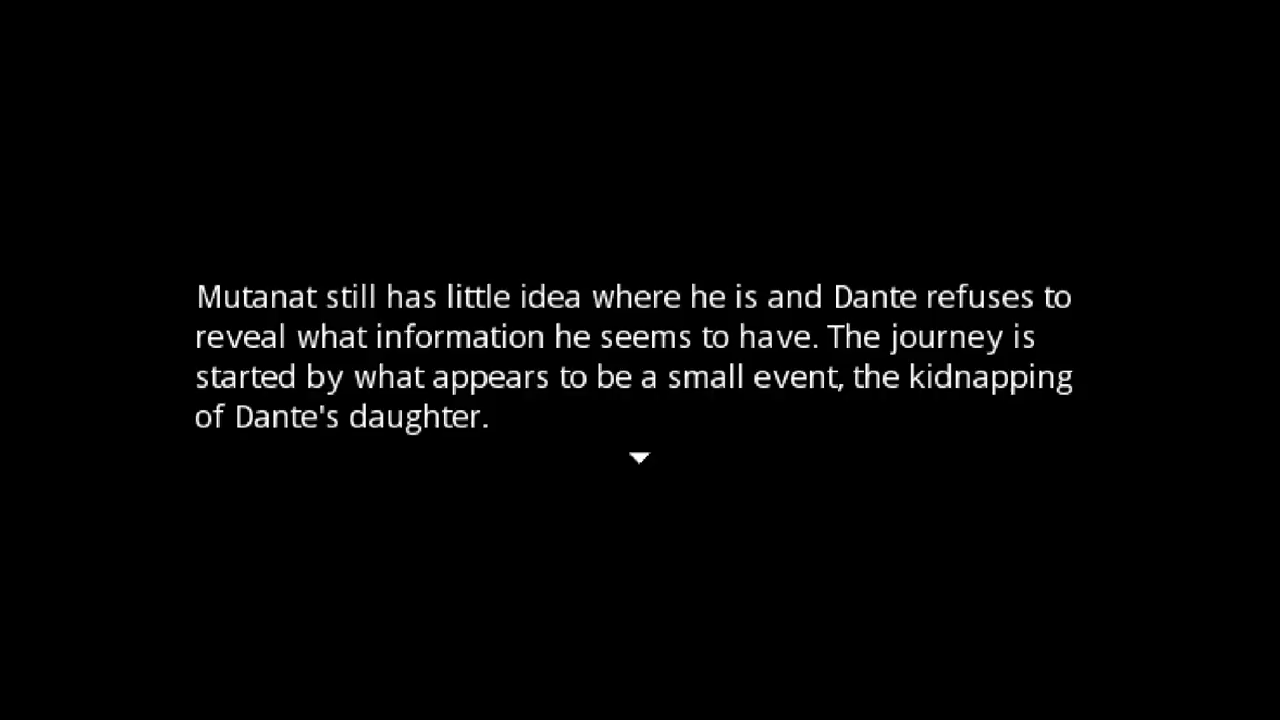 Mutanat still has little idea where he is and Dante refuses to
reveal what information he seems to have. The journey is
started by what appears to be a small event, the kidnapping
of Dante's daughter.